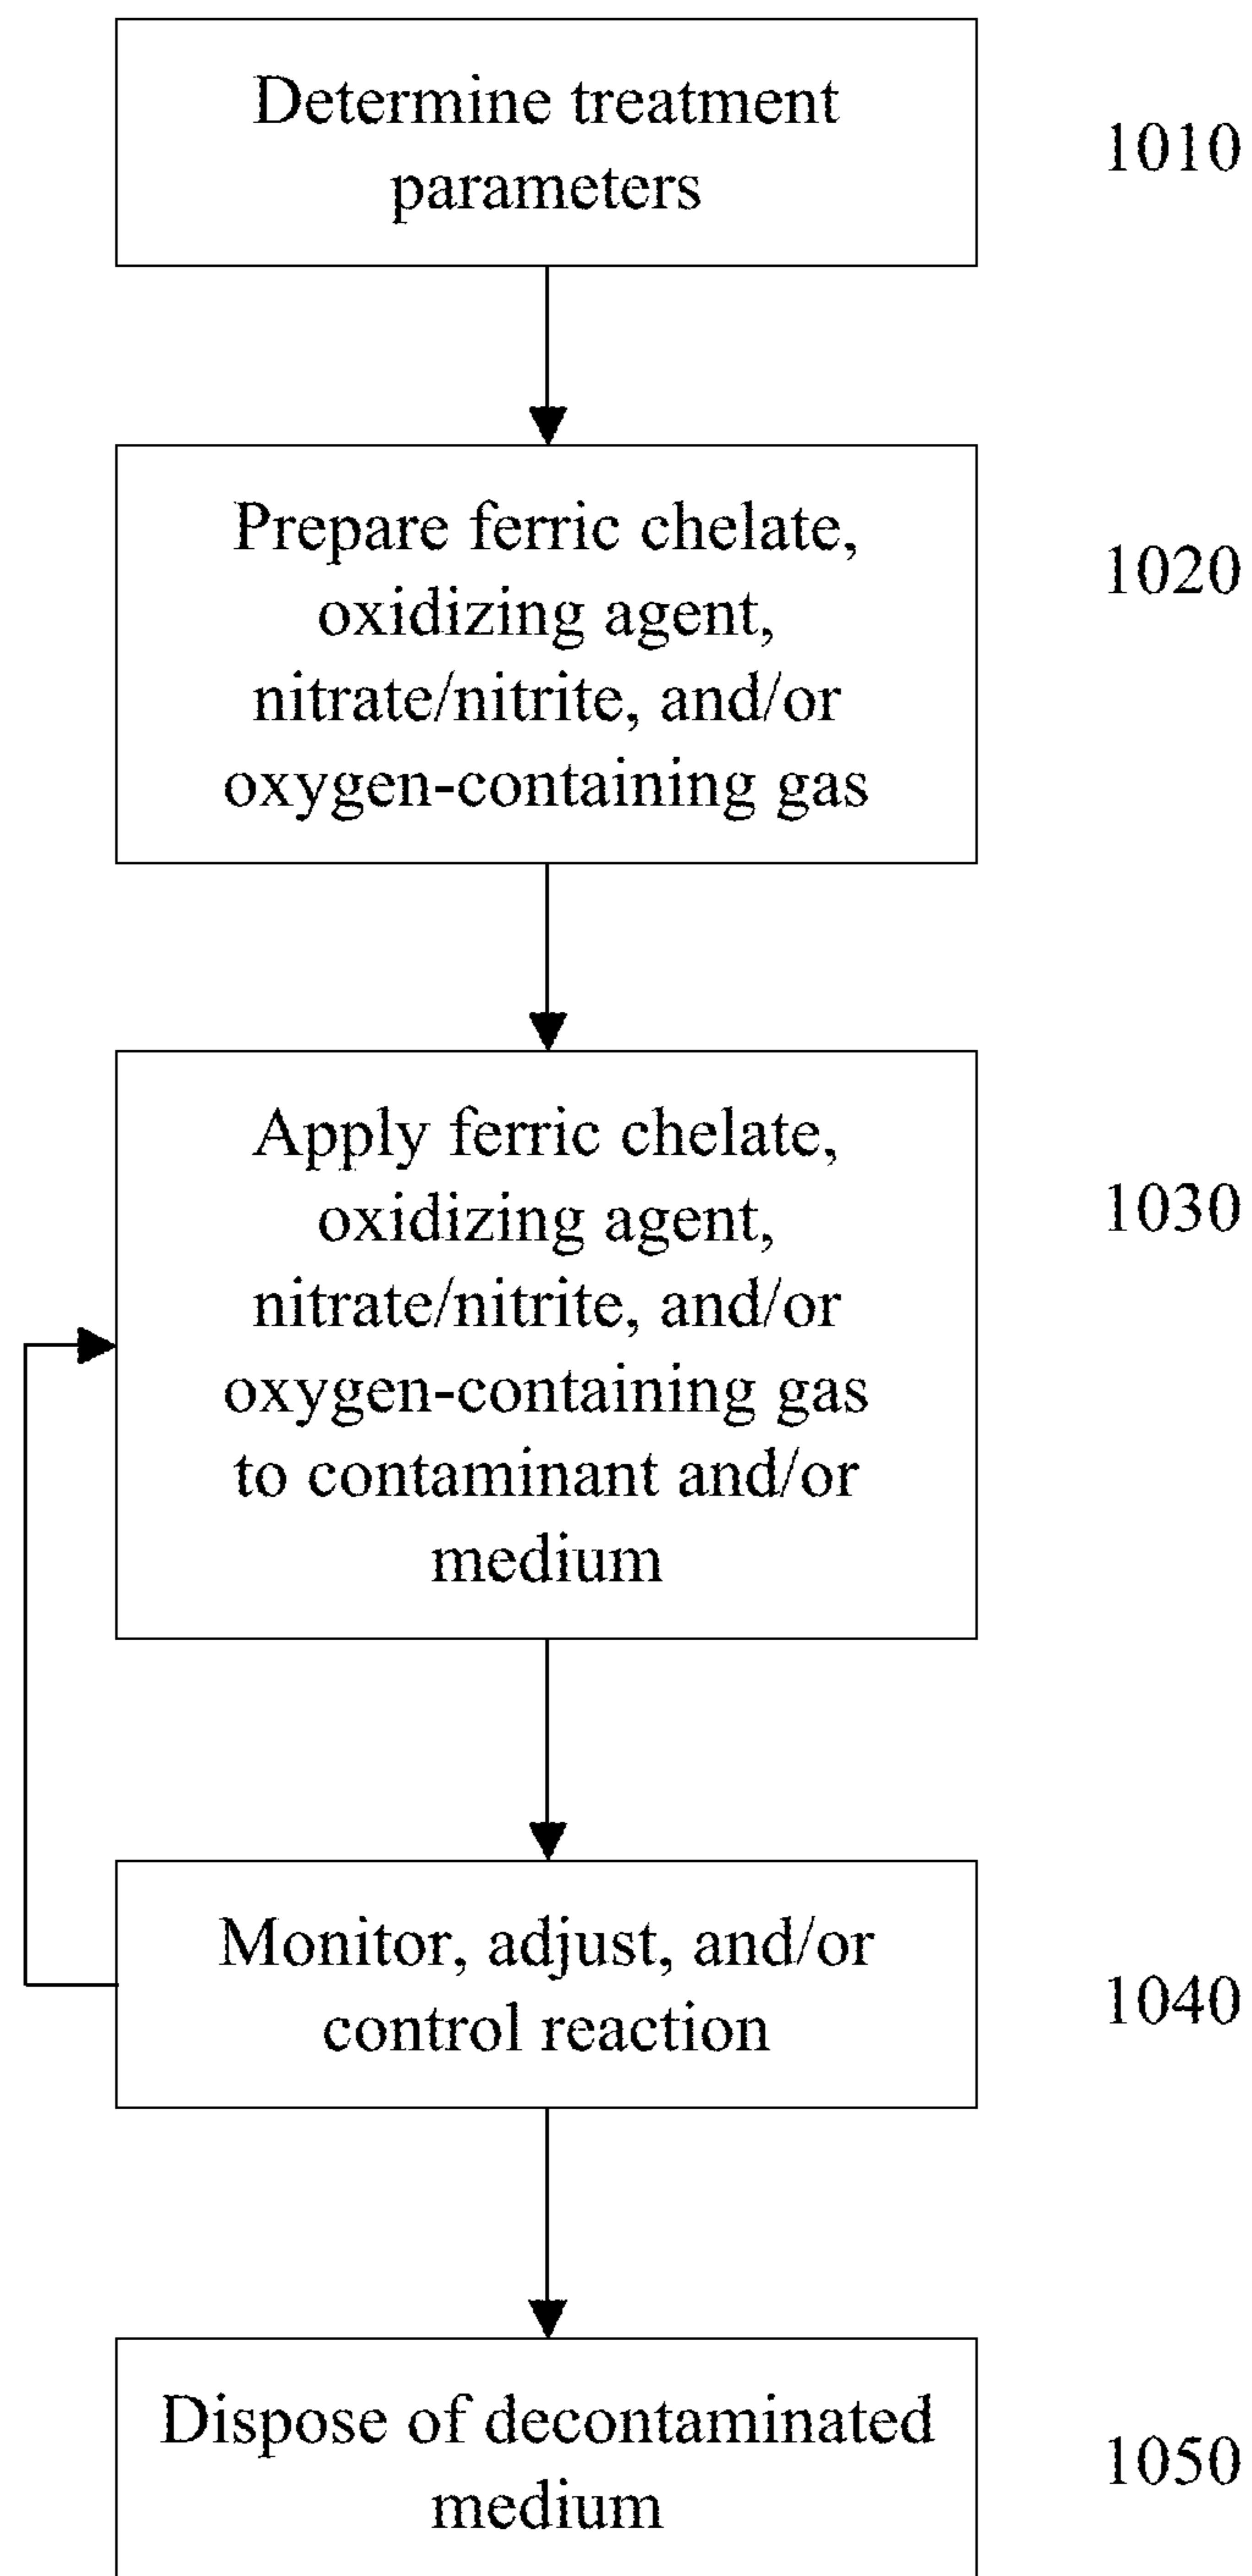 Determine treatment
parameters
1010
Prepare ferric chelate,
oxidizing agent,
nitrate/nitrite, and/or
oxygen-containing gas
1020
Apply ferric chelate,
oxidizing agent,
nitrate/nitrite, and/or
oxygen-containing gas
to contaminant and/or
medium
1030
Monitor, adjust, and/or
control reaction
1040
Dispose of decontaminated
medium
1050